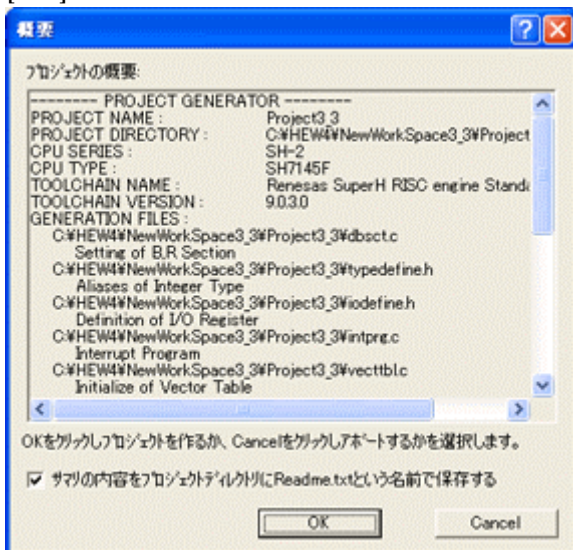 概要
プロジェクトの概要:
-------- PROJECT GENERATOR --------
PROJECT NAME : Project3_3
PROJECT DIRECTORY : C:¥HEW4¥NewWorkSpace3_3¥Project
CPU SERIES : SH-2
CPU TYPE : SH7145F
TOOLCHAIN NAME : Renesas SuperH RISC engine Standa
TOOLCHAIN VERSION : 9.0.3.0
GENERATION FILES :
C:¥HEW4¥NewWorkSpace3_3¥Project3_3¥dbsct.c
Setting of B,R Section
C:¥HEW4¥NewWorkSpace3_3¥Project3_3¥typedefine.h
Aliases of Integer Type
C:¥HEW4¥NewWorkSpace3_3¥Project3_3¥iodefine.h
Definition of I/O Register
C:¥HEW4¥NewWorkSpace3_3¥Project3_3¥intprg.c
Interrupt Program
C:¥HEW4¥NewWorkSpace3_3¥Project3_3¥vecttbl.c
Initialize of Vector Table
OKをクリックしプロジェクトを作るか、Cancelをクリックしアボートするかを選択します。
サマリの内容をプロジェクトディレクトリにReadme.txtという名前で保存する
OK Cancel